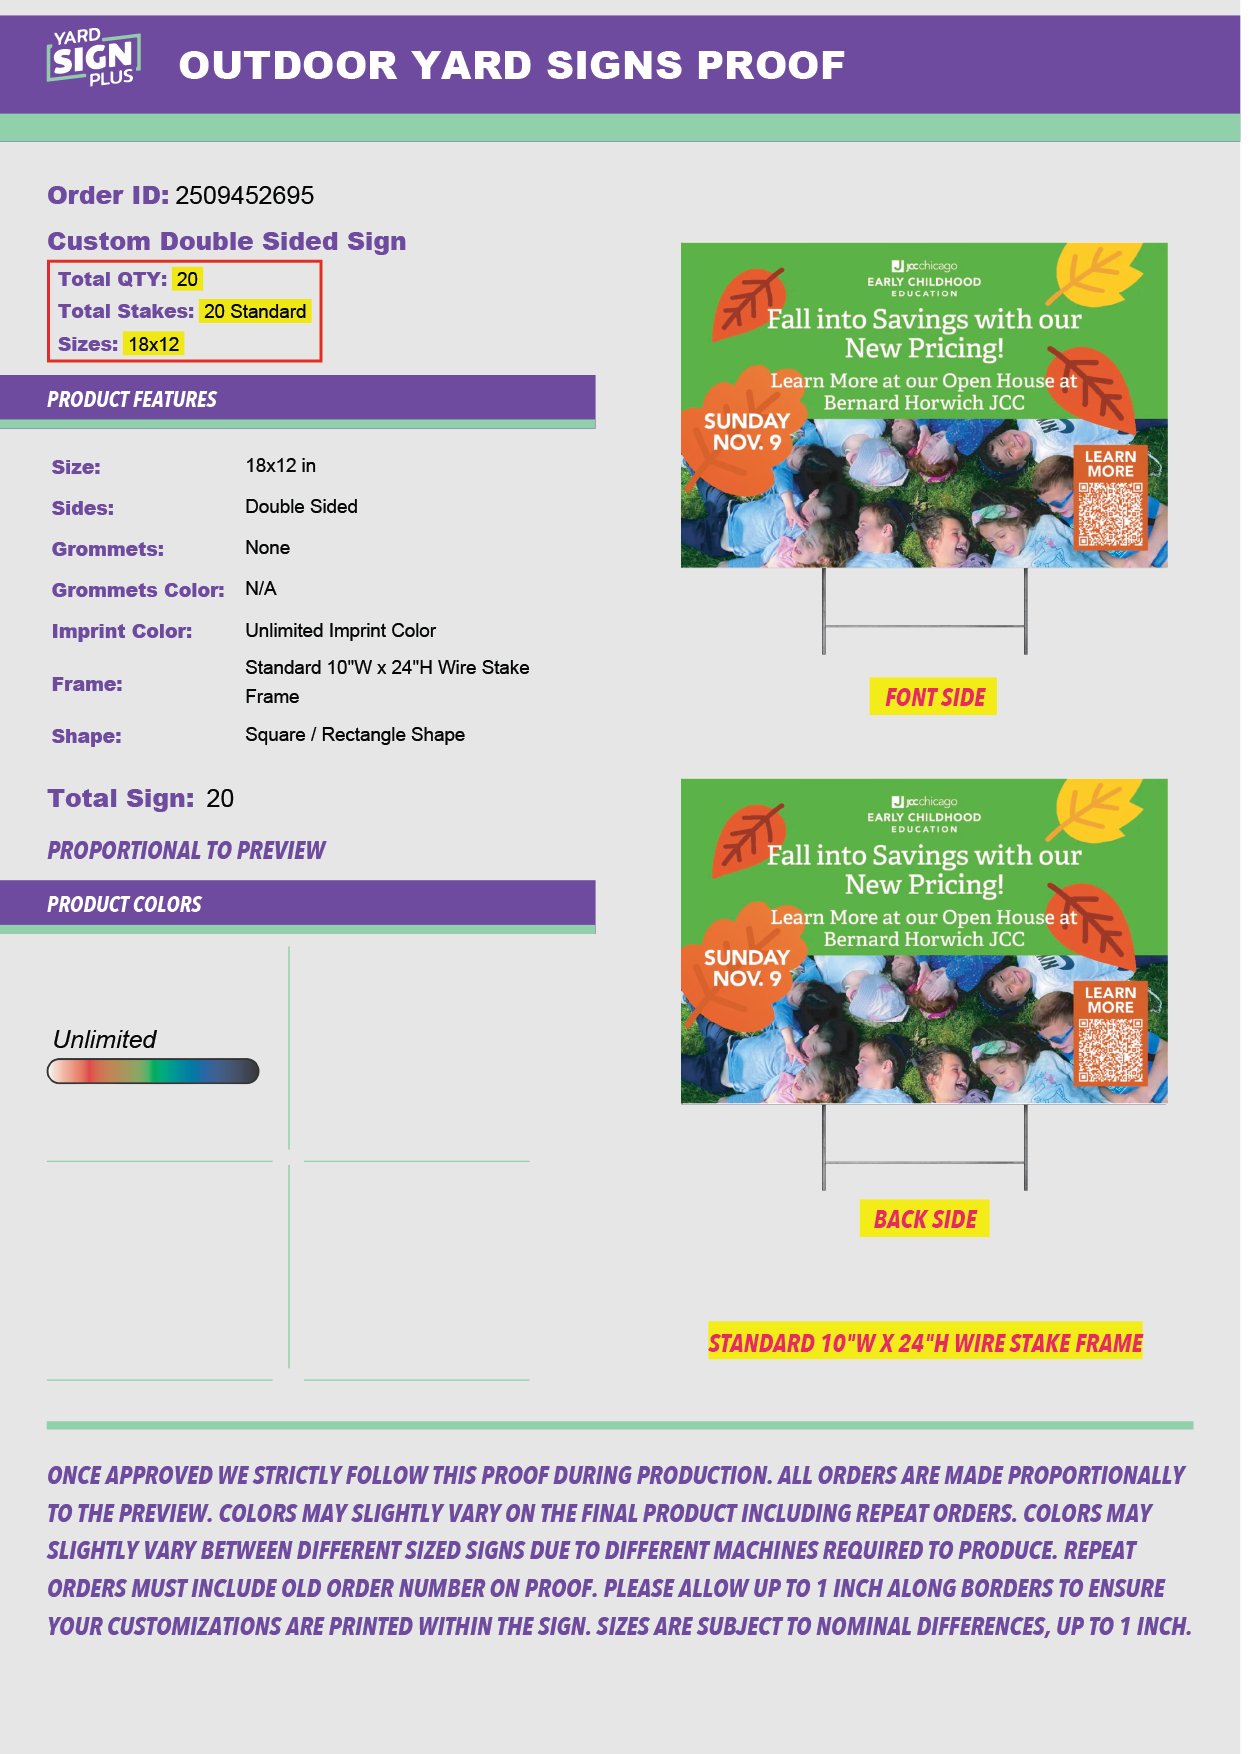 YARD
SIGN
PLUS
OUTDOOR YARD SIGNS PROOF
Order ID: 2509452695
Custom Double Sided Sign
Total QTY: 20
Total Stakes: 20 Standard
Sizes: 18x12
PRODUCT FEATURES
Size: 18x12 in
Sides: Double Sided
Grommets: None
Grommets Color: N/A
Imprint Color: Unlimited Imprint Color
Frame: Standard 10"W x 24"H Wire Stake
Frame
Shape: Square / Rectangle Shape
Total Sign: 20
PROPORTIONAL TO PREVIEW
PRODUCT COLORS
Unlimited
J jccchicago
EARLY CHILDHOOD
EDUCATION
Fall into Savings with our
New Pricing!
Learn More at our Open House at
Bernard Horwich JCC
SUNDAY
NOV. 9
LEARN
MORE
FONT SIDE
J jccchicago
EARLY CHILDHOOD
EDUCATION
Fall into Savings with our
New Pricing!
Learn More at our Open House at
Bernard Horwich JCC
SUNDAY
NOV. 9
LEARN
MORE
BACK SIDE
STANDARD 10"W X 24"H WIRE STAKE FRAME
ONCE APPROVED WE STRICTLY FOLLOW THIS PROOF DURING PRODUCTION. ALL ORDERS ARE MADE PROPORTIONALLY
TO THE PREVIEW. COLORS MAY SLIGHTLY VARY ON THE FINAL PRODUCT INCLUDING REPEAT ORDERS. COLORS MAY
SLIGHTLY VARY BETWEEN DIFFERENT SIZED SIGNS DUE TO DIFFERENT MACHINES REQUIRED TO PRODUCE. REPEAT
ORDERS MUST INCLUDE OLD ORDER NUMBER ON PROOF. PLEASE ALLOW UP TO 1 INCH ALONG BORDERS TO ENSURE
YOUR CUSTOMIZATIONS ARE PRINTED WITHIN THE SIGN. SIZES ARE SUBJECT TO NOMINAL DIFFERENCES, UP TO 1 INCH.